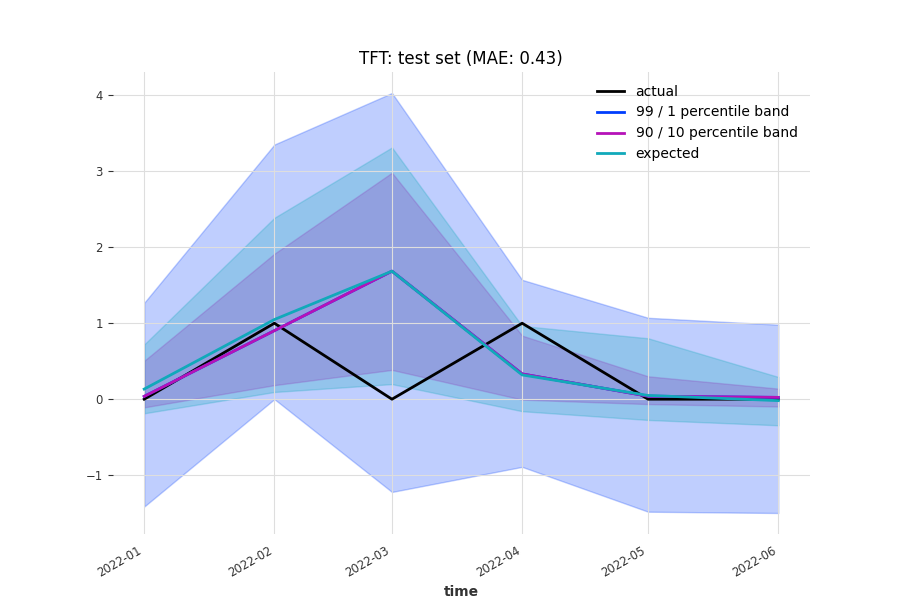 TFT: test set (MAE: 0.43)
actual
99 / 1 percentile band
90 / 10 percentile band
expected
4
3
2
1
0
−1
2022-01
2022-02
2022-03
2022-04
2022-05
2022-06
time